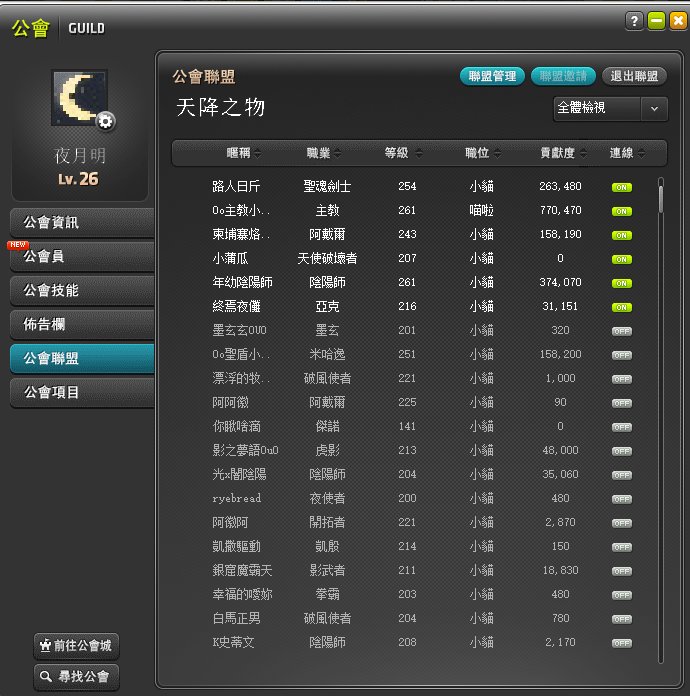 公會 GUILD
夜月明
Lv. 26
公會資訊
NEW
公會員
公會技能
佈告欄
公會聯盟
公會項目
前往公會城
尋找公會
公會聯盟 聯盟管理 聯盟邀請 退出聯盟
天降之物 全體檢視
暱稱 職業 等級 職位 貢獻度 連線
路人日斤 聖魂劍士 254 小貓 263,480 ON
Oo主教小.. 主教 261 喵啦 770,470 ON
柬埔寨烙.. 阿戴爾 243 小貓 158,190 ON
小蒲瓜 天使破壞者 207 小貓 0 ON
年幼陰陽師 陰陽師 261 小貓 374,070 ON
終焉夜儺 亞克 216 小貓 31,151 ON
墨玄玄OUO 墨玄 201 小貓 320 OFF
Oo聖盾小.. 米哈逸 251 小貓 158,200 OFF
漂浮的牧.. 破風使者 221 小貓 1,000 OFF
阿阿徽 阿戴爾 225 小貓 90 OFF
你瞅啥滴 傑諾 141 小貓 0 OFF
影之夢語OuO 虎影 213 小貓 48,000 OFF
光x闇陰陽 陰陽師 204 小貓 35,060 OFF
ryebread 夜使者 200 小貓 480 OFF
阿徽阿 開拓者 221 小貓 2,870 OFF
凱撒驅動 凱殷 214 小貓 150 OFF
銀窟魔霸天 影武者 211 小貓 18,830 OFF
幸福的曖妳 拳霸 203 小貓 480 OFF
白馬正男 破風使者 204 小貓 780 OFF
K史蒂文 陰陽師 208 小貓 2,170 OFF